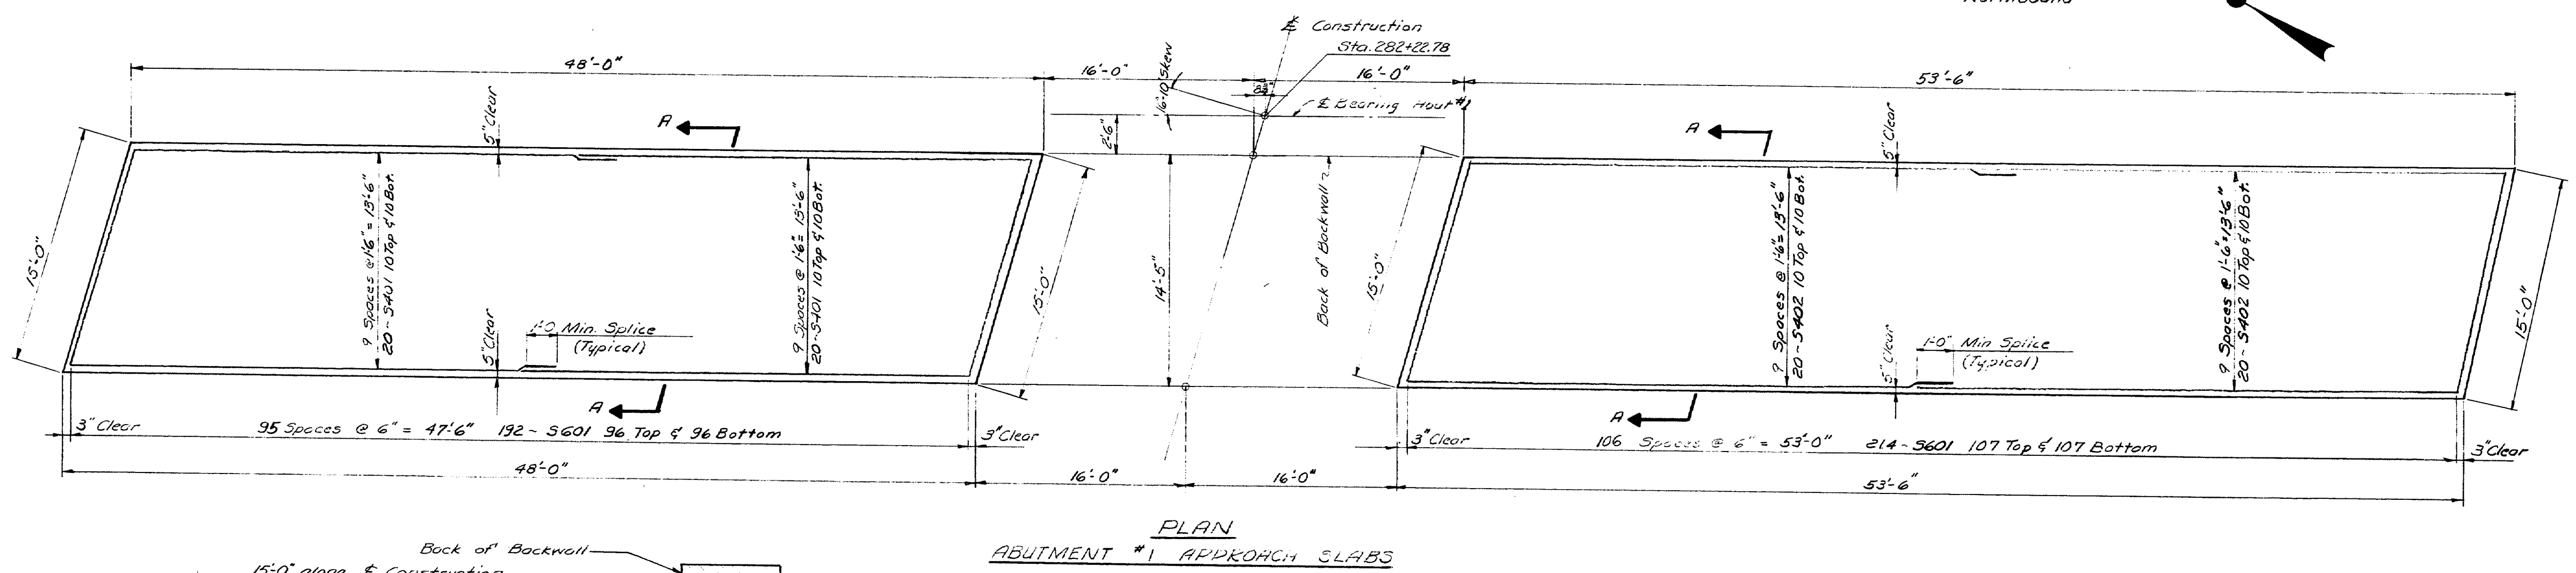 Northbound
℄ Construction
Sta. 282+22.78
48'-0"
16'-0"
16°-10' Skew
16'-0"
53'-6"
8¾"
℄ Bearing Abut #1
5" Clear
A
2'-6"
A
5" Clear
15'-0"
9 Spaces @ 1'-6" = 13'-6"
20-S401 10 Top & 10 Bot.
9 Spaces @ 1'-6" = 13'-6"
20-S401 10 Top & 10 Bot.
15'-0"
14'-5"
Back of Backwall
15'-0"
9 Spaces @ 1'-6" = 13'-6"
20-S402 10 Top & 10 Bot.
9 Spaces @ 1'-6" = 13'-6"
20-S402 10 Top & 10 Bot.
15'-0"
5" Clear
1'-0 Min. Splice
(Typical)
5" Clear
1'-0" Min Splice
(Typical)
A
A
3" Clear
95 Spaces @ 6" = 47'-6" 192-S601 96 Top & 96 Bottom
3" Clear
3" Clear
106 Spaces @ 6" = 53'-0" 214-S601 107 Top & 107 Bottom
3" Clear
48'-0"
16'-0"
16'-0"
53'-6"
PLAN
ABUTMENT #1 APPROACH SLABS
Back of Backwall
15'-0" along ℄ Construction